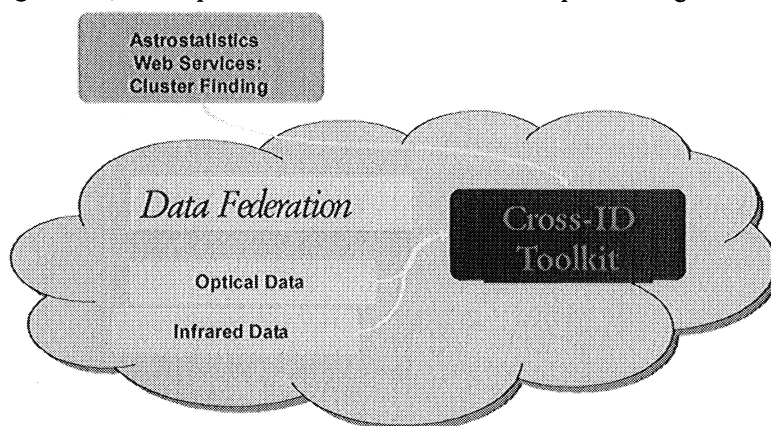 Astrostatistics
Web Services:
Cluster Finding
Data Federation
Cross-ID
Toolkit
Optical Data
Infrared Data